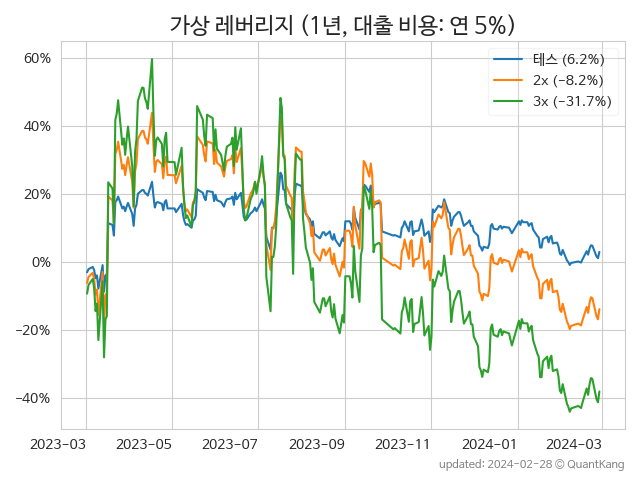 가상 레버리지 (1년, 대출 비용: 연 5%)
테스 (6.2%)
2x (−8.2%)
3x (−31.7%)
60%
40%
20%
0%
−20%
−40%
2023-03
2023-05
2023-07
2023-09
2023-11
2024-01
2024-03
updated: 2024-02-28 © QuantKang